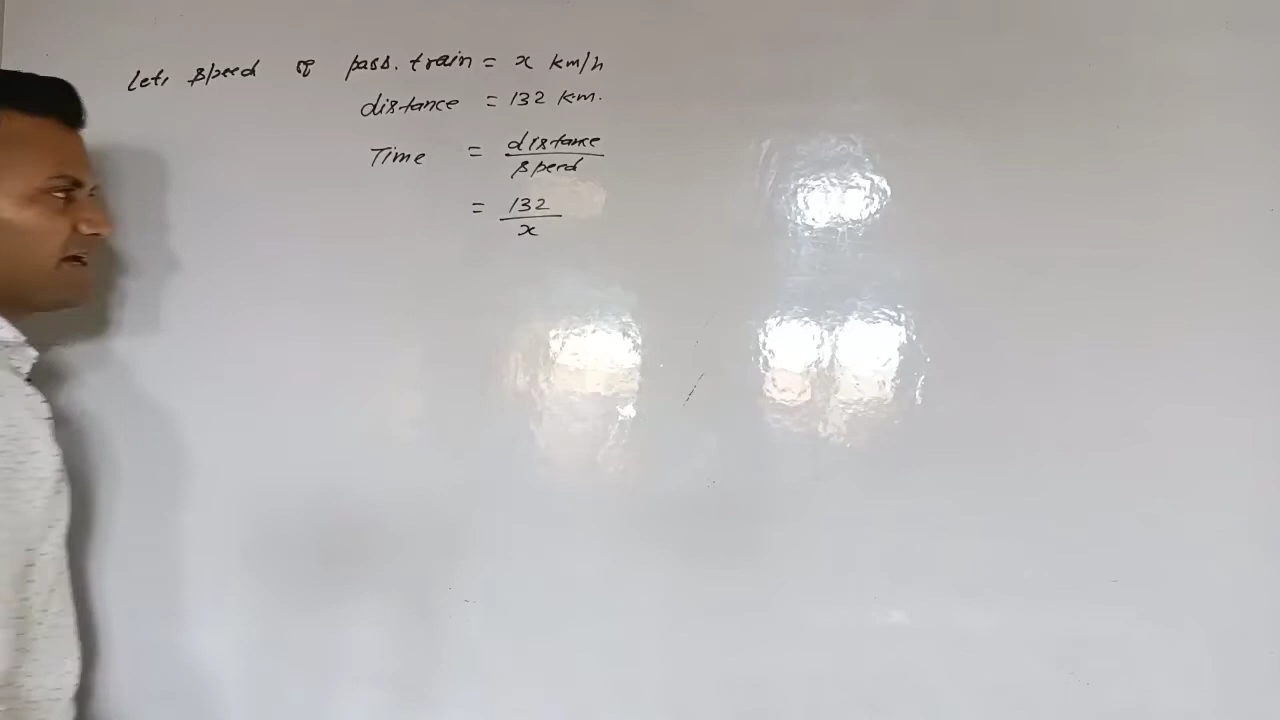 Let, speed of pass. train = x km/h
distance = 132 km.
Time = distance / speed
= 132 / x